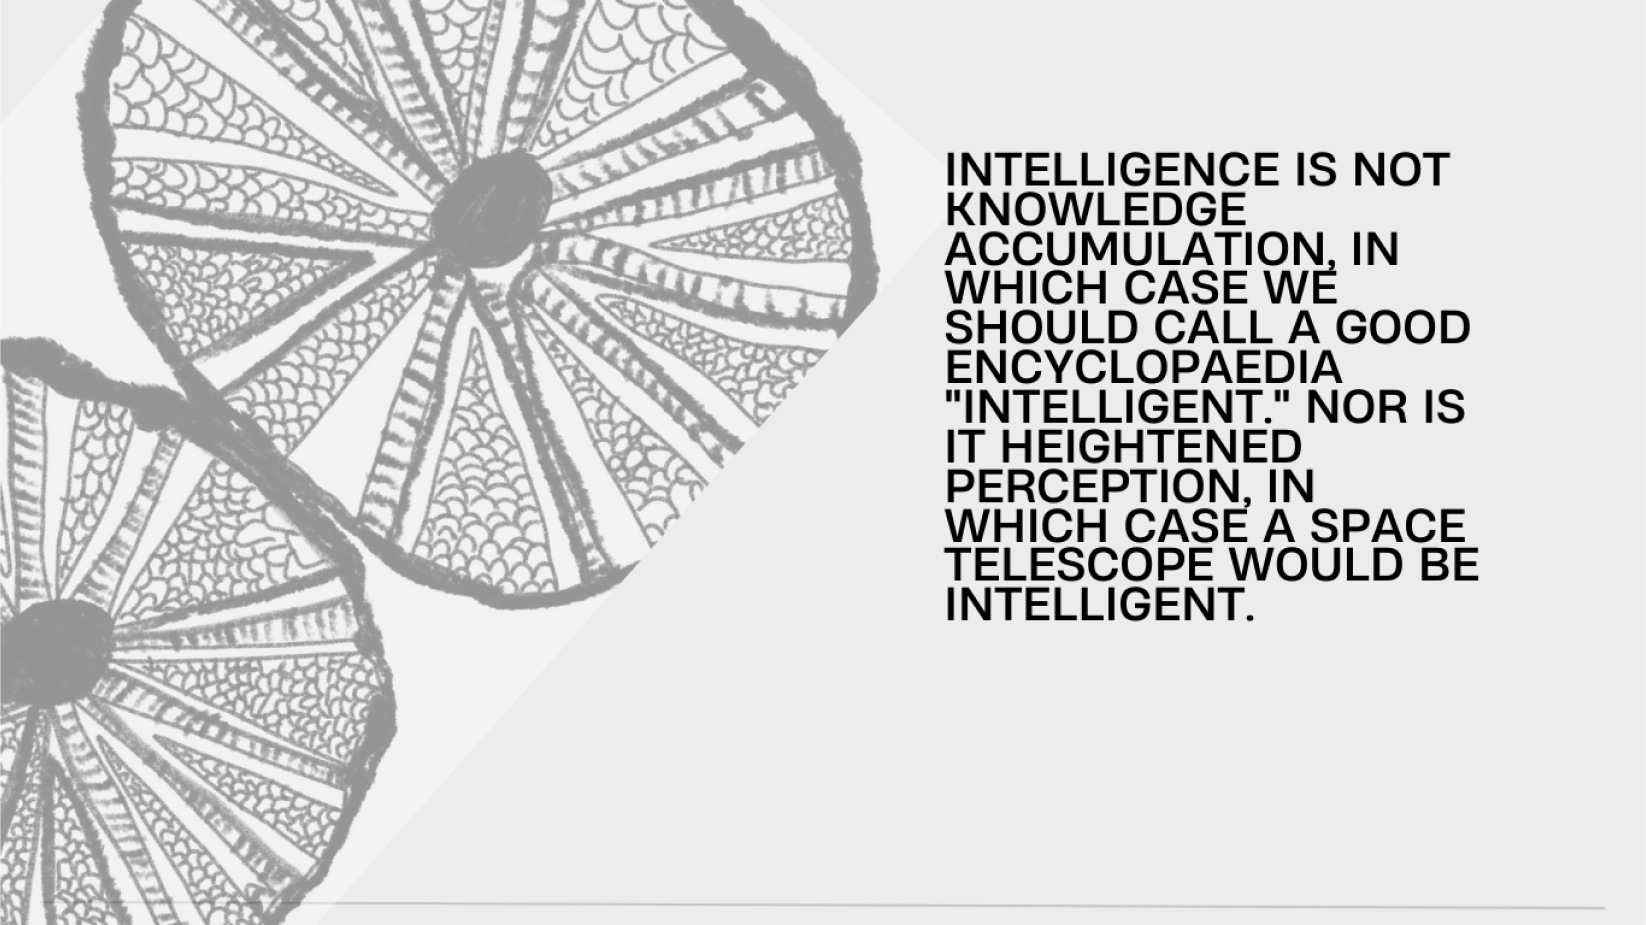 INTELLIGENCE IS NOT
KNOWLEDGE
ACCUMULATION, IN
WHICH CASE WE
SHOULD CALL A GOOD
ENCYCLOPAEDIA
"INTELLIGENT." NOR IS
IT HEIGHTENED
PERCEPTION, IN
WHICH CASE A SPACE
TELESCOPE WOULD BE
INTELLIGENT.